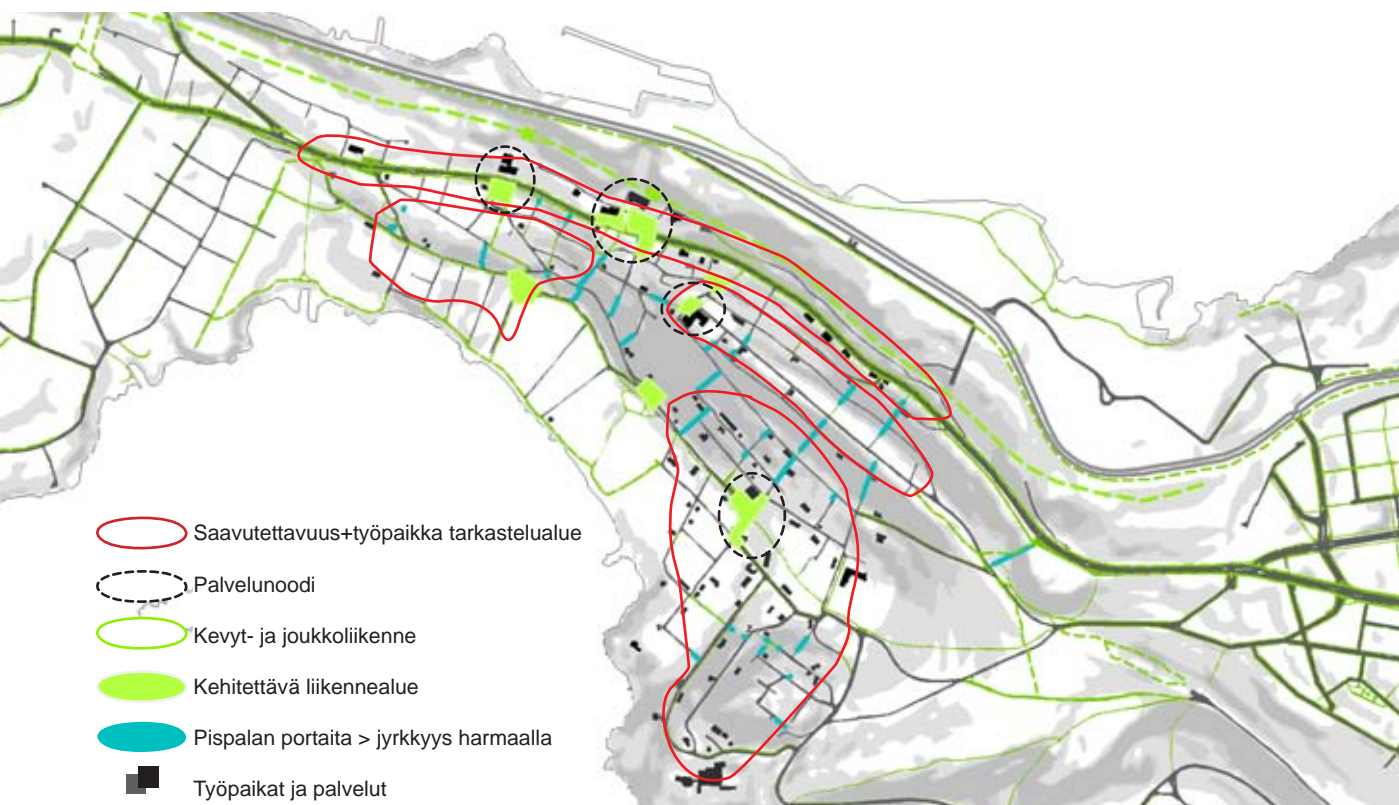 Saavutettavuus+työpaikka tarkastelualue
Palvelunoodi
Kevyt- ja joukkoliikenne
Kehitettävä liikennealue
Pispalan portaita > jyrkkyys harmaalla
Työpaikat ja palvelut